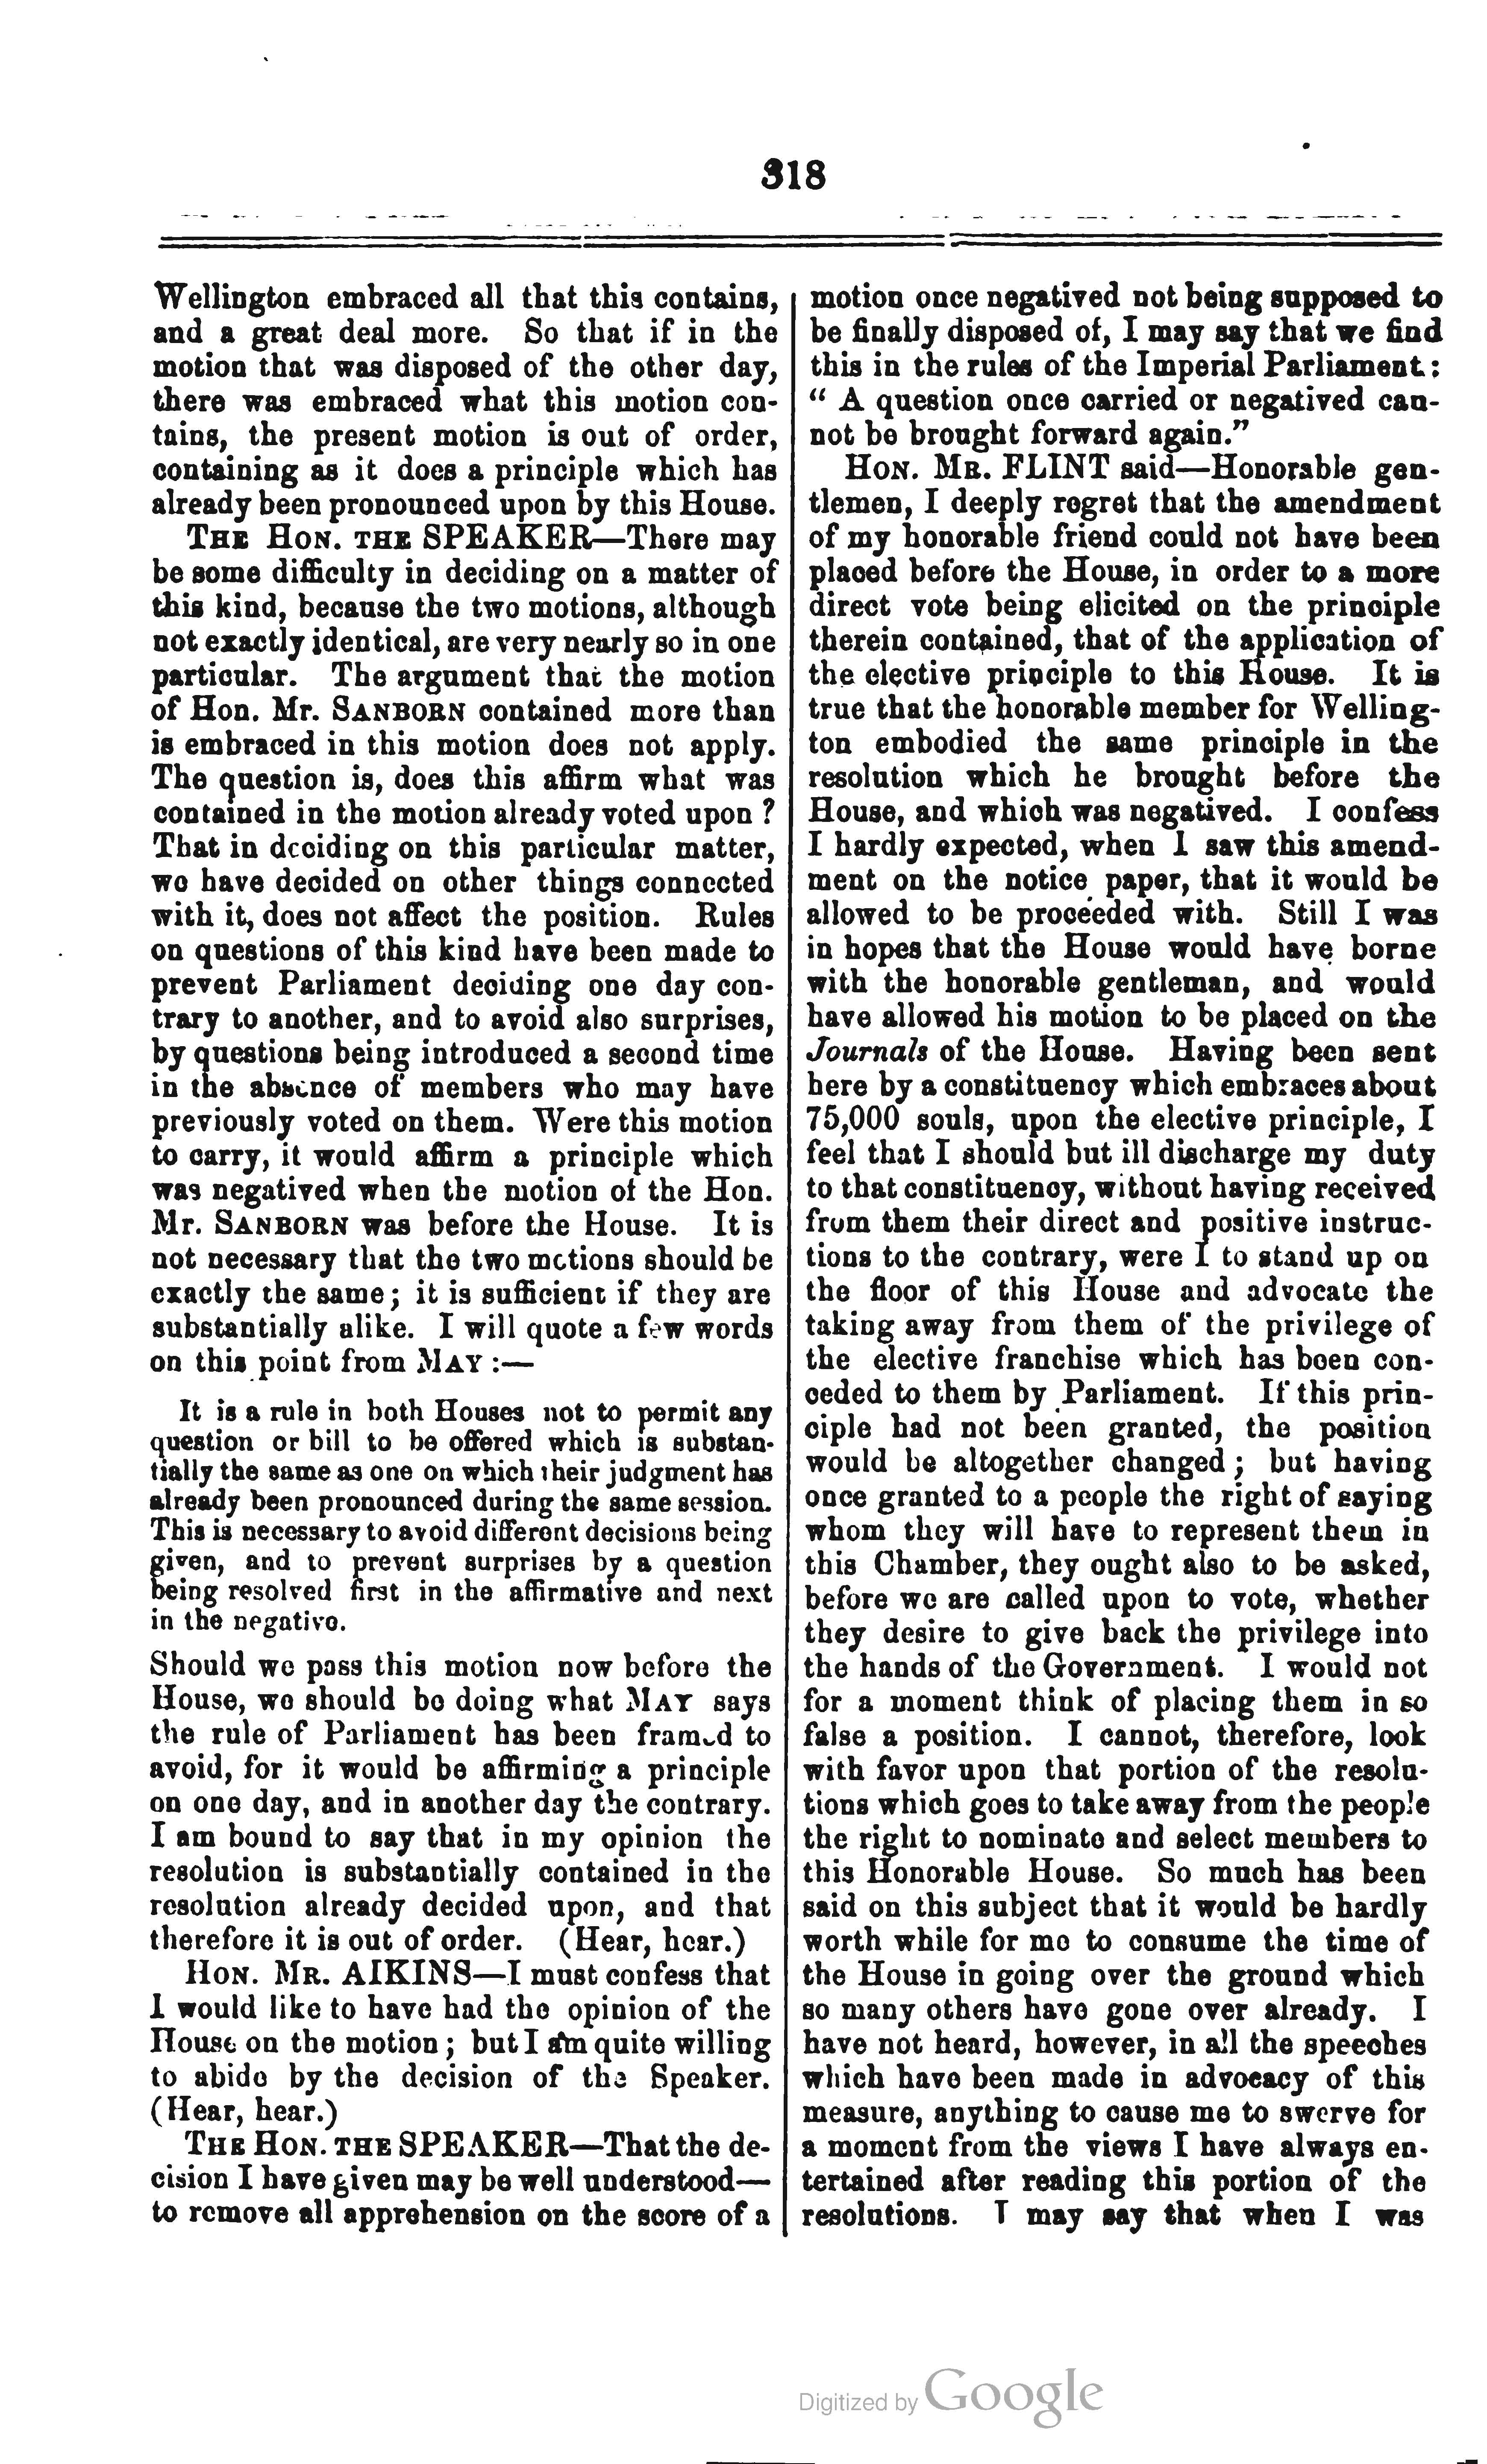 318
Wellington embraced all that this contains,
and a great deal more. So that if in the
motion that was disposed of the other day,
there was embraced what this motion con-
tains, the present motion is out of order,
containing as it does a principle which has
already been pronounced upon by this House.
THE HON. THE SPEAKER—There may
be some difficulty in deciding on a matter of
this kind, because the two motions, although
not exactly identical, are very nearly so in one
particular. The argument that the motion
of Hon. Mr. SANBORN contained more than
is embraced in this motion does not apply.
The question is, does this affirm what was
contained in the motion already voted upon ?
That in deciding on this particular matter,
we have decided on other things connected
with it, does not affect the position. Rules
on questions of this kind have been made to
prevent Parliament deciding one day con-
trary to another, and to avoid also surprises,
by questions being introduced a second time
in the absence of members who may have
previously voted on them. Were this motion
to carry, it would affirm a principle which
was negatived when the motion of the Hon.
Mr. SANBORN was before the House. It is
not necessary that the two motions should be
exactly the same; it is sufficient if they are
substantially alike. I will quote a few words
on this point from MAY :—
It is a rule in both Houses not to permit any
question or bill to be offered which is substan-
tially the same as one on which their judgment has
already been pronounced during the same session.
This is necessary to avoid different decisions being
given, and to prevent surprises by a question
being resolved first in the affirmative and next
in the negative.
Should we pass this motion now before the
House, we should be doing what MAY says
the rule of Parliament has been framed to
avoid, for it would be affirming a principle
on one day, and in another day the contrary.
I am bound to say that in my opinion the
resolution is substantially contained in the
resolution already decided upon, and that
therefore it is out of order. (Hear, hear.)
HON. MR. AIKINS—I must confess that
I would like to have had the opinion of the
House on the motion; but I am quite willing
to abide by the decision of the Speaker.
(Hear, hear.)
THE HON. THE SPEAKER—That the de-
cision I have given may be well understood—
to remove all apprehension on the score of a
motion once negatived not being supposed to
be finally disposed of, I may say that we find
this in the rules of the Imperial Parliament :
“ A question once carried or negatived can-
not be brought forward again.”
HON. MR. FLINT said—Honorable gen-
tlemen, I deeply regret that the amendment
of my honorable friend could not have been
placed before the House, in order to a more
direct vote being elicited on the principle
therein contained, that of the application of
the elective principle to this House. It is
true that the honorable member for Welling-
ton embodied the same principle in the
resolution which he brought before the
House, and which was negatived. I confess
I hardly expected, when I saw this amend-
ment on the notice paper, that it would be
allowed to be proceeded with. Still I was
in hopes that the House would have borne
with the honorable gentleman, and would
have allowed his motion to be placed on the
Journals of the House. Having been sent
here by a constituency which embraces about
75,000 souls, upon the elective principle, I
feel that I should but ill discharge my duty
to that constituency, without having received
from them their direct and positive instruc-
tions to the contrary, were I to stand up on
the floor of this House and advocate the
taking away from them of the privilege of
the elective franchise which has been con-
ceded to them by Parliament. If this prin-
ciple had not been granted, the position
would be altogether changed; but having
once granted to a people the right of saying
whom they will have to represent them in
this Chamber, they ought also to be asked,
before we are called upon to vote, whether
they desire to give back the privilege into
the hands of the Government. I would not
for a moment think of placing them in so
false a position. I cannot, therefore, look
with favor upon that portion of the resolu-
tions which goes to take away from the people
the right to nominate and select members to
this Honorable House. So much has been
said on this subject that it would be hardly
worth while for me to consume the time of
the House in going over the ground which
so many others have gone over already. I
have not heard, however, in all the speeches
which have been made in advocacy of this
measure, anything to cause me to swerve for
a moment from the views I have always en-
tertained after reading this portion of the
resolutions. I may say that when I was
Digitized by Google